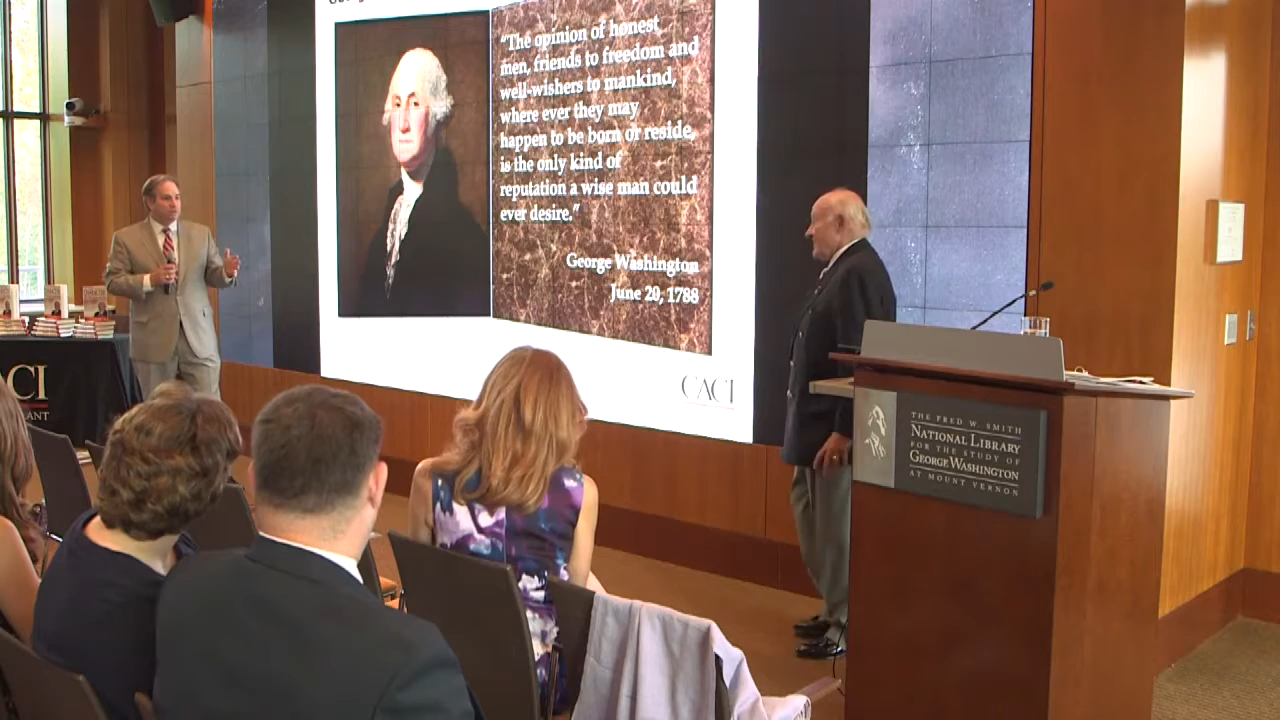 “The opinion of honest
men, friends to freedom and
well-wishers to mankind,
where ever they may
happen to be born or reside,
is the only kind of
reputation a wise man could
ever desire.”
George Washington
June 20, 1788
CACI
CACI
THE FRED W. SMITH
NATIONAL LIBRARY
FOR THE STUDY OF
GEORGE WASHINGTON
AT MOUNT VERNON